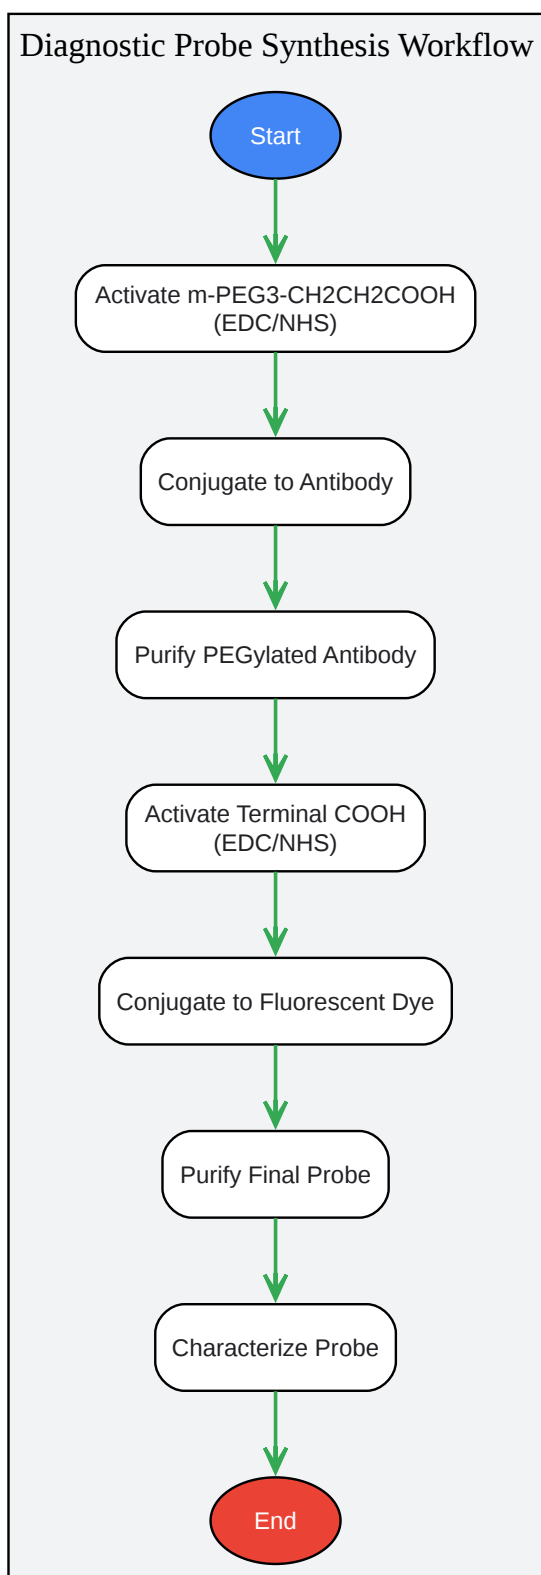 Diagnostic Probe Synthesis Workflow
Start
Activate m-PEG3-CH2CH2COOH
(EDC/NHS)
Conjugate to Antibody
Purify PEGylated Antibody
Activate Terminal COOH
(EDC/NHS)
Conjugate to Fluorescent Dye
Purify Final Probe
Characterize Probe
End